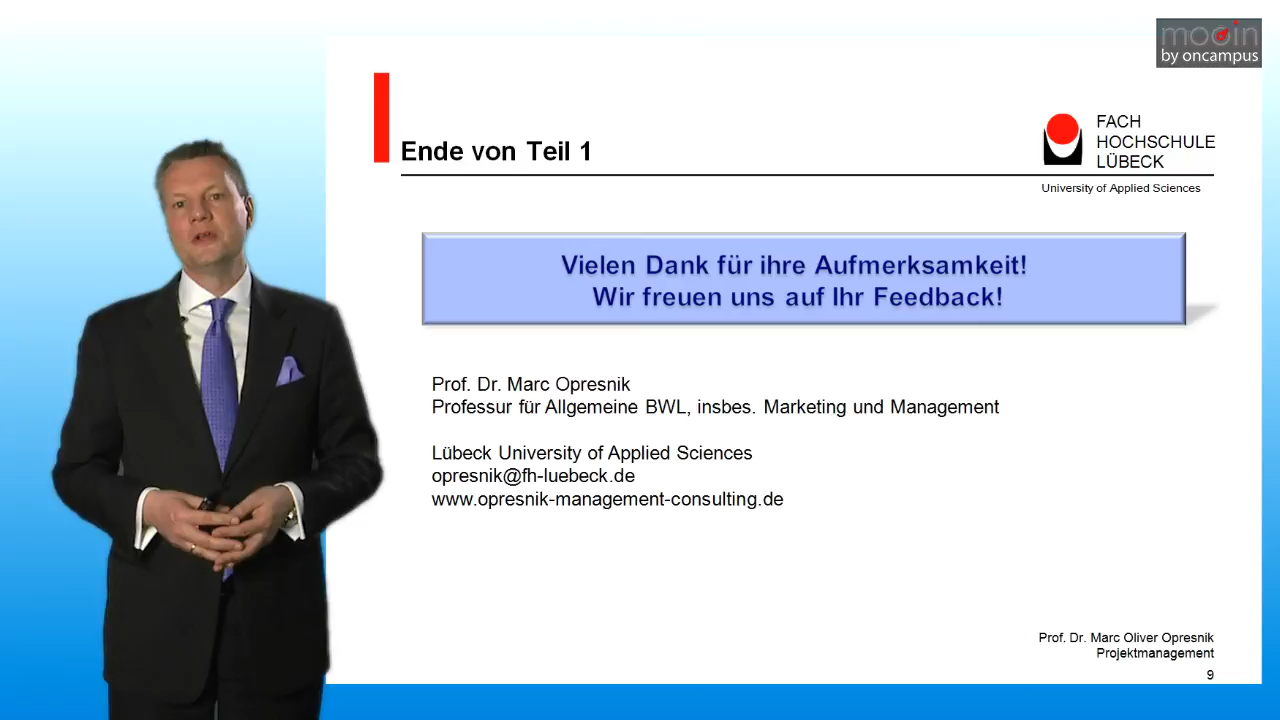 mooin
by oncampus
Ende von Teil 1
FACH
HOCHSCHULE
LÜBECK
University of Applied Sciences
Vielen Dank für ihre Aufmerksamkeit!
Wir freuen uns auf Ihr Feedback!
Prof. Dr. Marc Opresnik
Professur für Allgemeine BWL, insbes. Marketing und Management
Lübeck University of Applied Sciences
opresnik@fh-luebeck.de
www.opresnik-management-consulting.de
Prof. Dr. Marc Oliver Opresnik
Projektmanagement
9